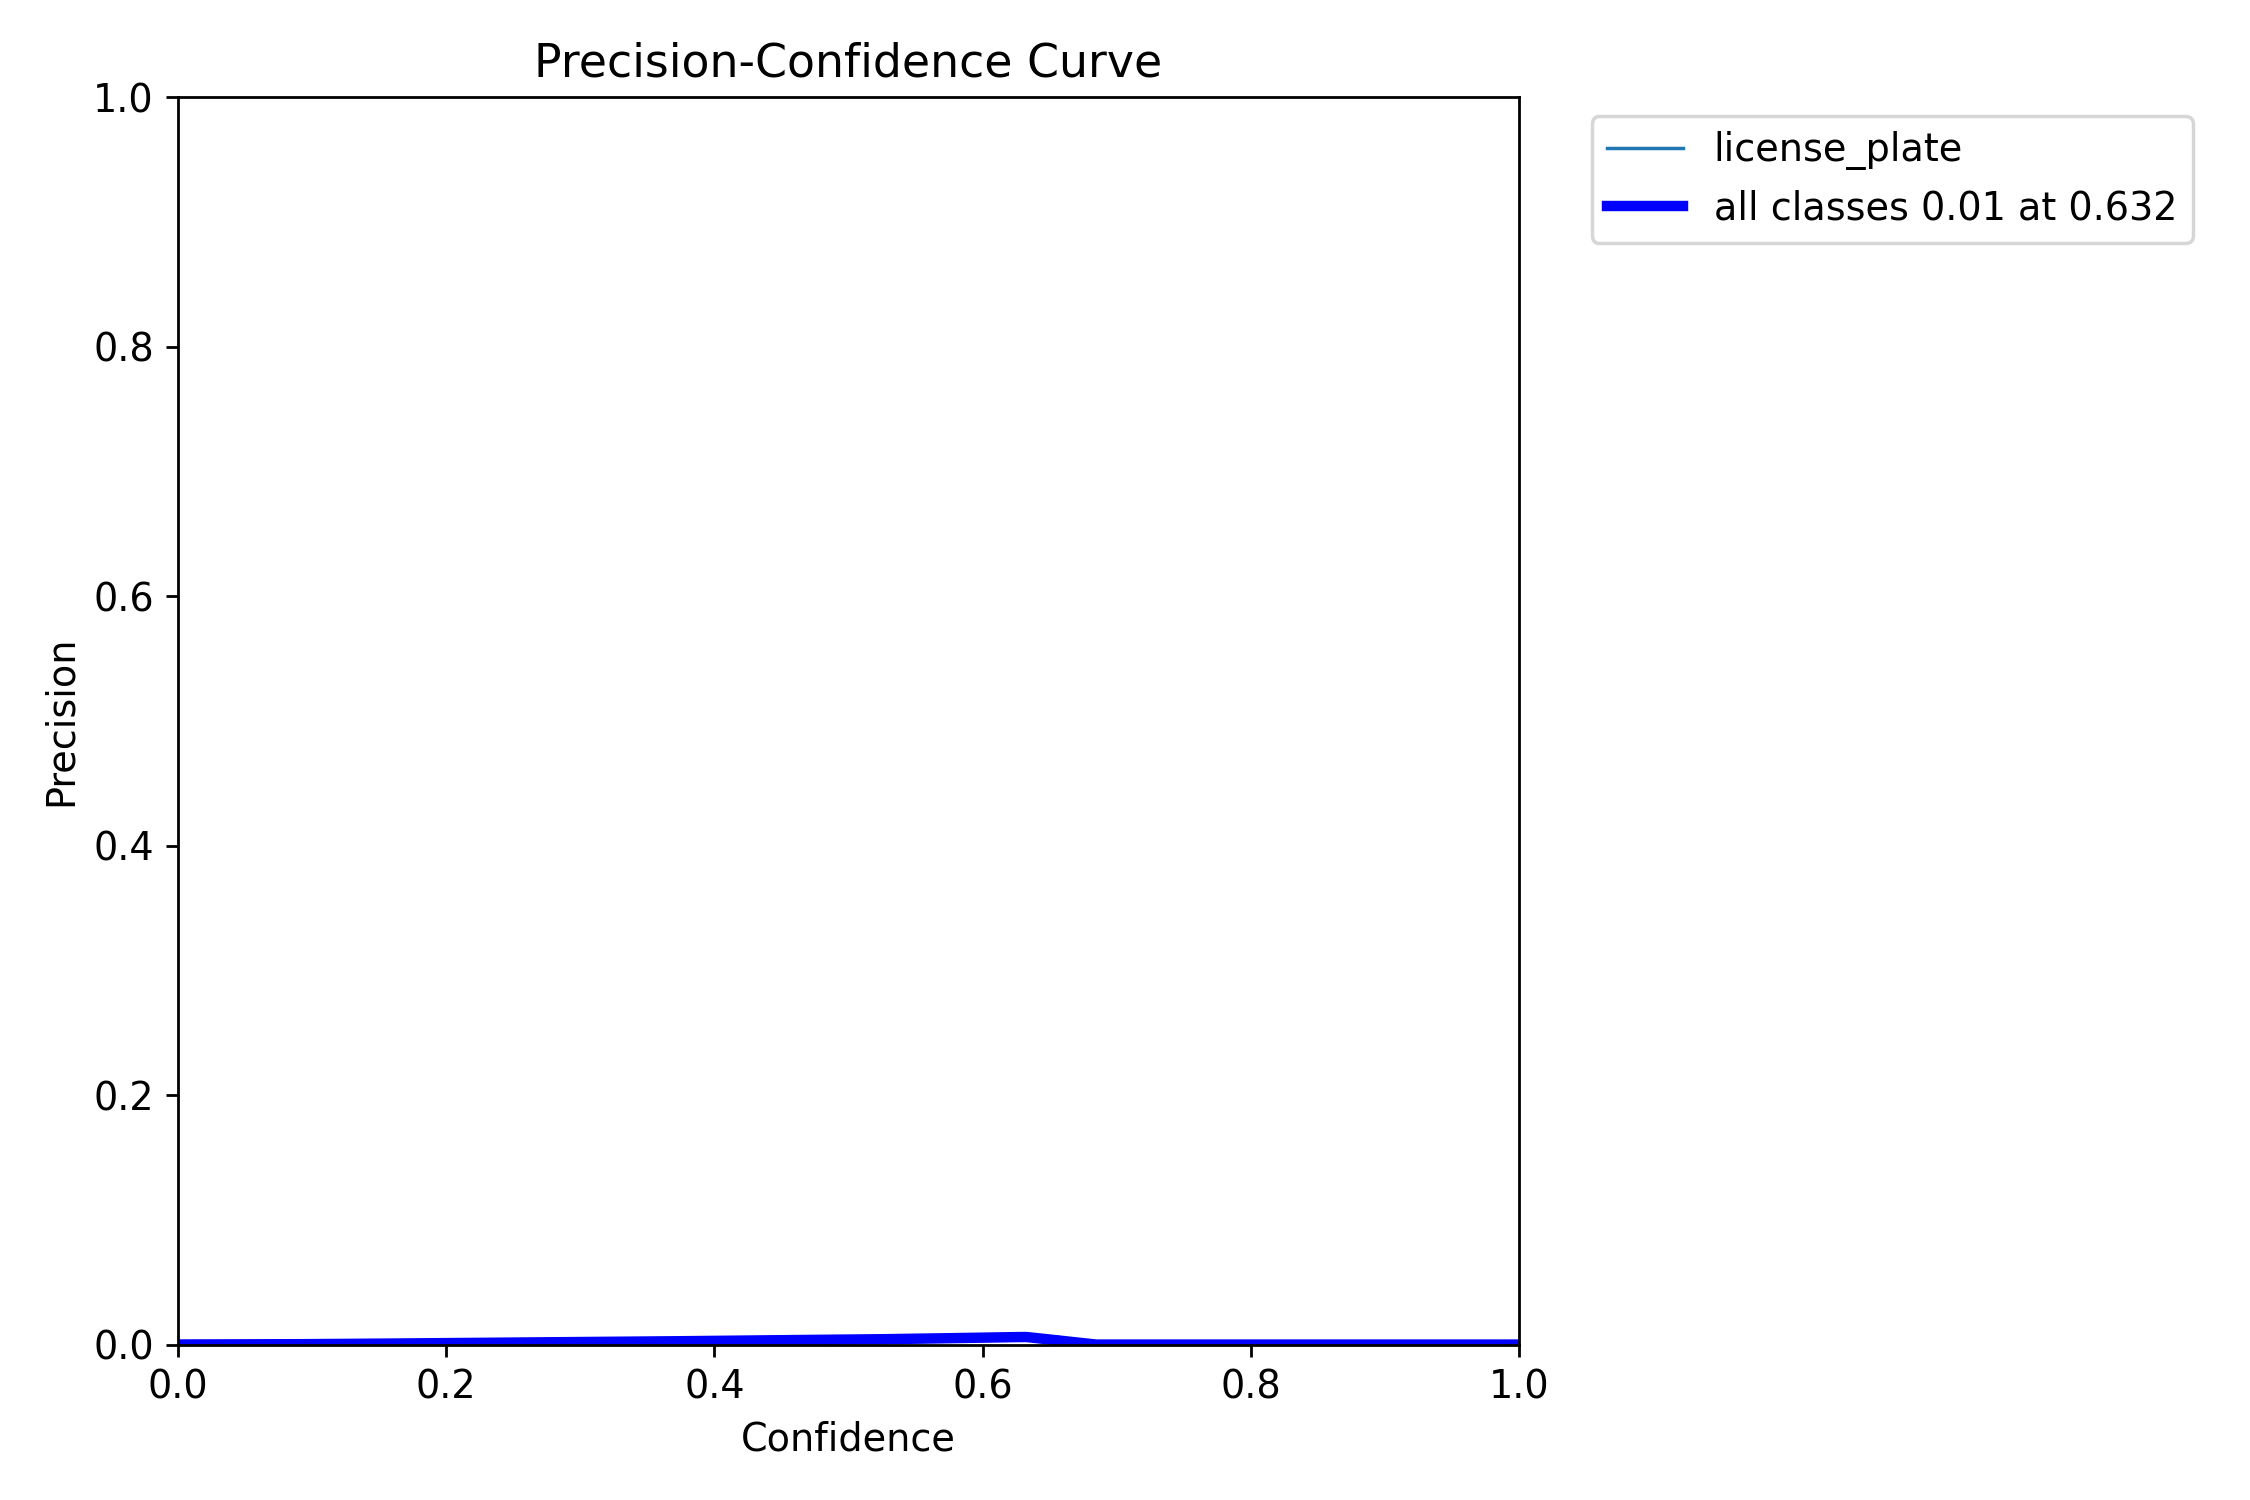 Precision-Confidence Curve
1.0
0.8
0.6
0.4
0.2
0.0
Precision
0.0 0.2 0.4 0.6 0.8 1.0
Confidence
license_plate
all classes 0.01 at 0.632